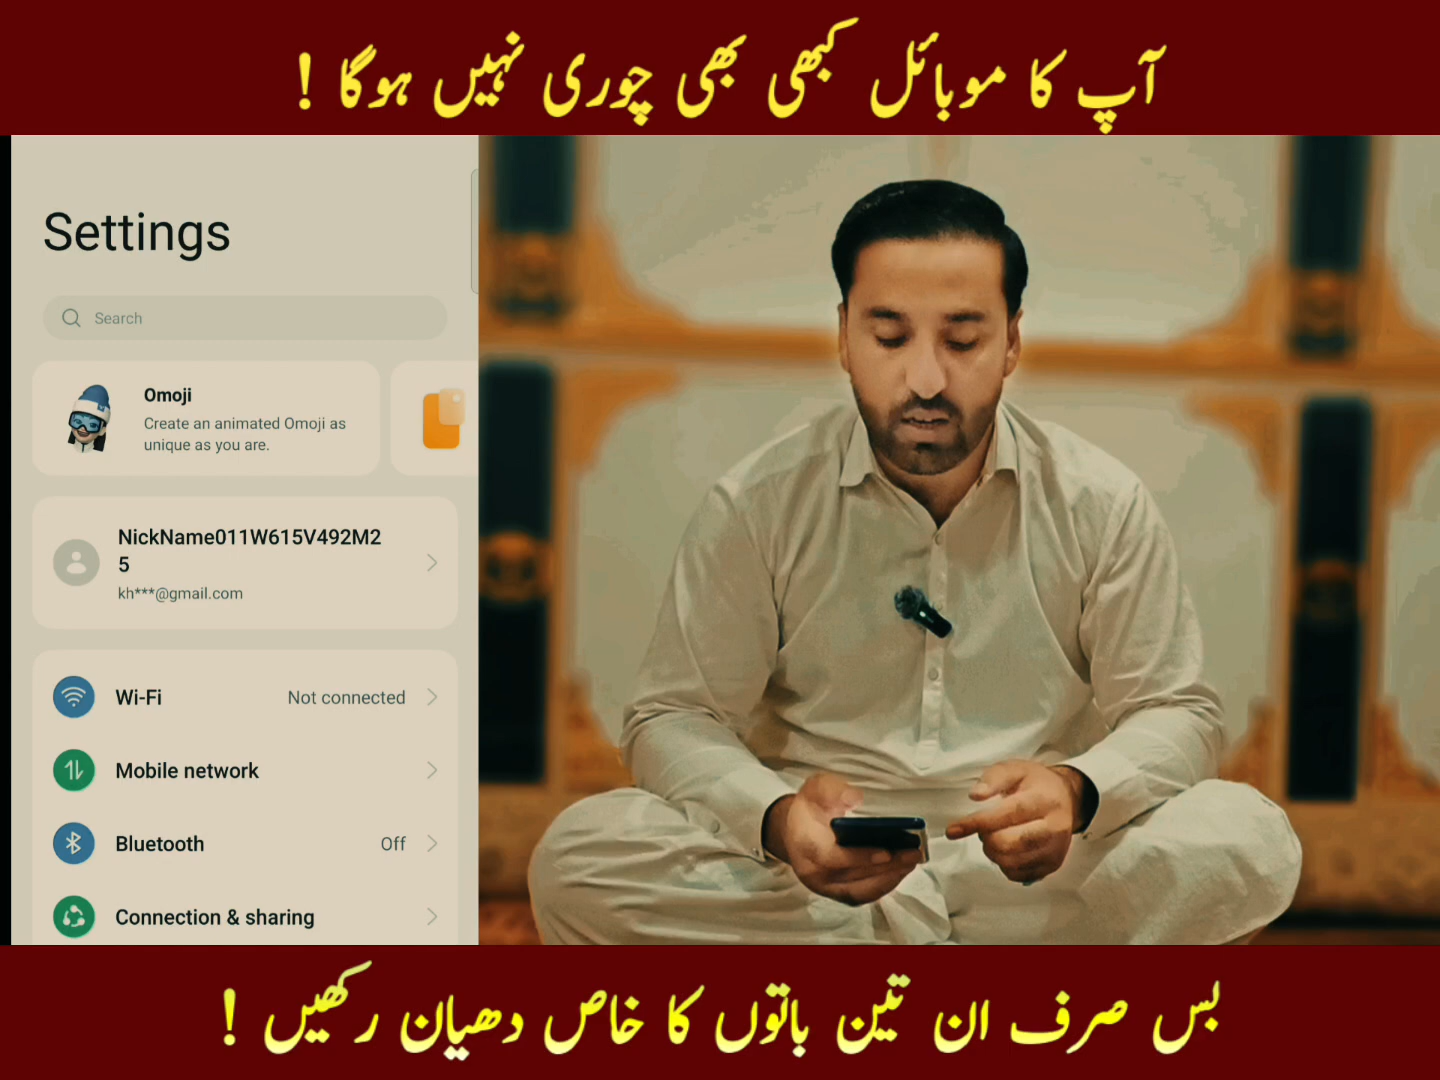 آپ کا موبائل کبھی بھی چوری نہیں ہوگا !
Settings
Search
Omoji
Create an animated Omoji as
unique as you are.
NickName011W615V492M2
5
kh***@gmail.com
Wi-Fi Not connected
Mobile network
Bluetooth Off
Connection & sharing
بس صرف ان تین باتوں کا خاص دھیان رکھیں !